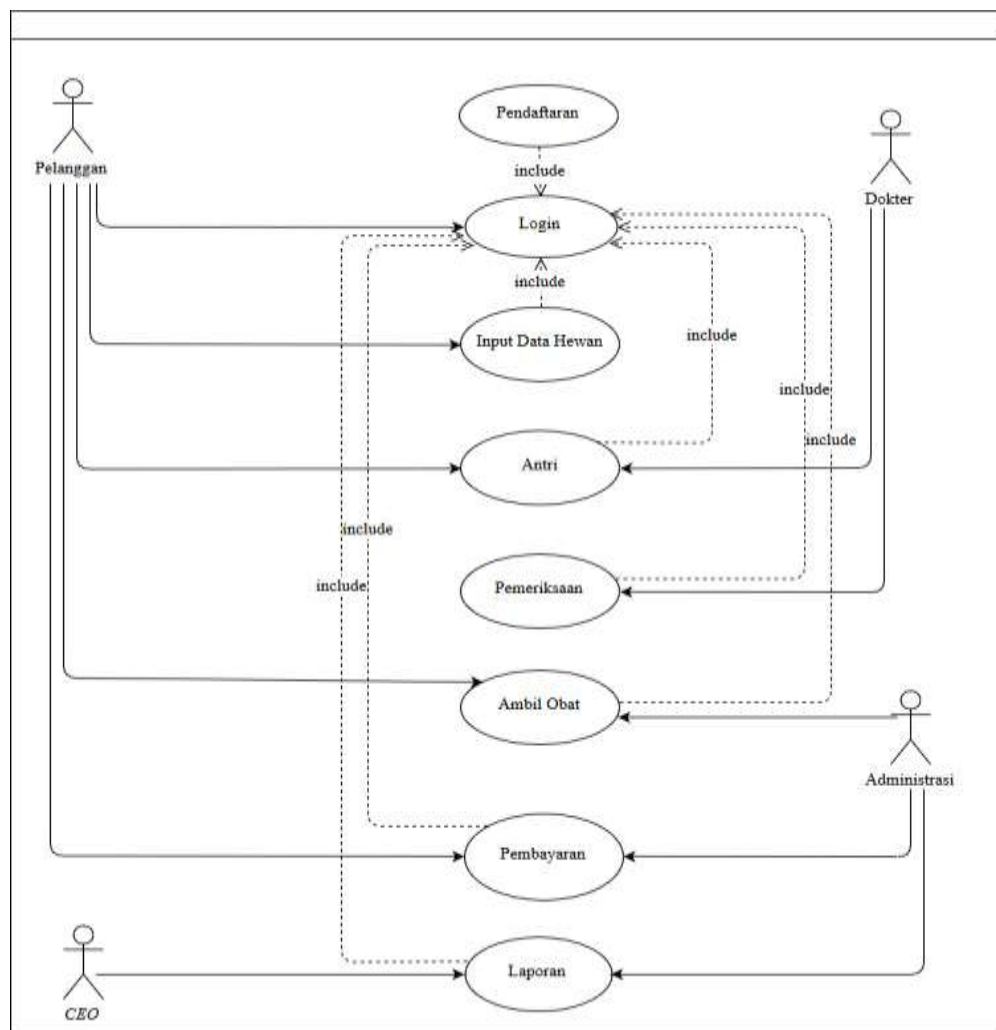 Pendaftaran
Pelanggan
include
Dokter
Login
include
Input Data Hewan
include
include
include
Antri
include
include
Pemeriksaan
Ambil Obat
Administrasi
Pembayaran
Laporan
CEO